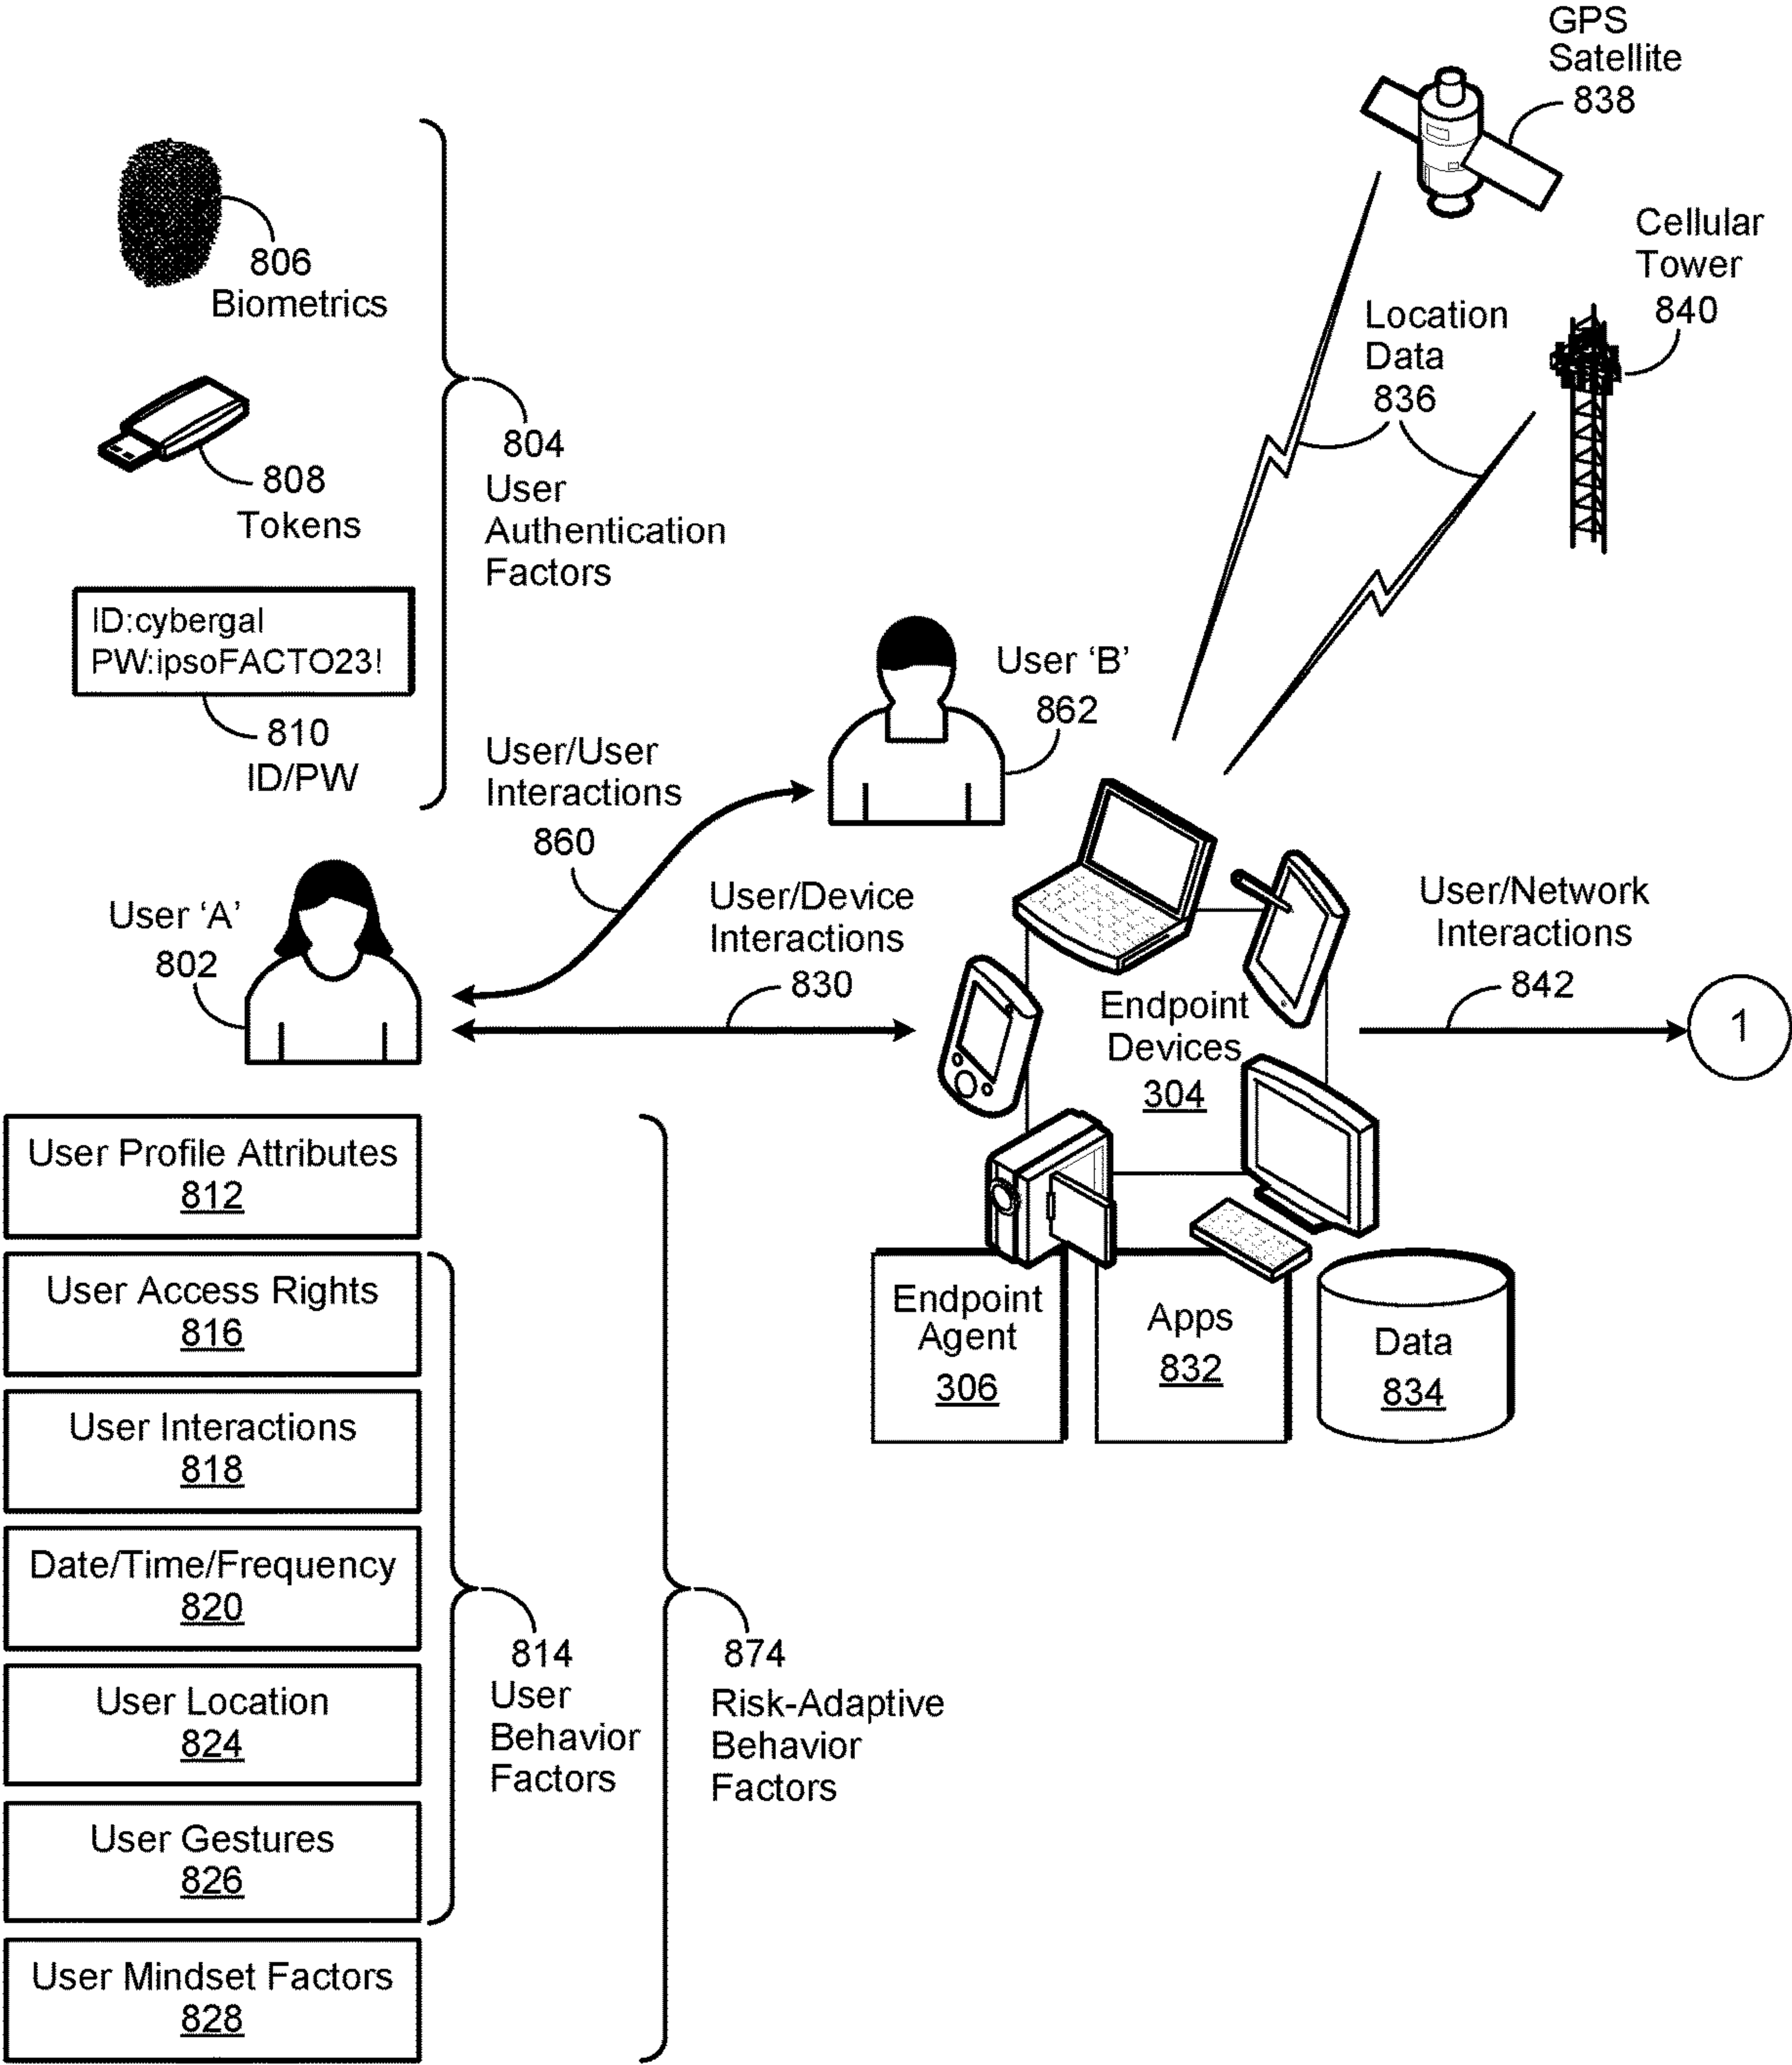 GPS
Satellite
838
Cellular
Tower
840
Location
Data
836
806
Biometrics
808
Tokens
ID:cybergal
PW:ipsoFACTO23!
810
ID/PW
804
User
Authentication
Factors
User 'B'
862
User/User
Interactions
860
User 'A'
802
User/Device
Interactions
830
User/Network
Interactions
842
1
Endpoint
Devices
304
Endpoint
Agent
306
Apps
832
Data
834
User Profile Attributes
812
User Access Rights
816
User Interactions
818
Date/Time/Frequency
820
User Location
824
User Gestures
826
User Mindset Factors
828
814
User
Behavior
Factors
874
Risk-Adaptive
Behavior
Factors